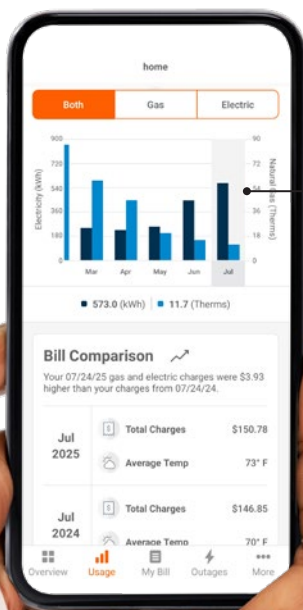 home
Both Gas Electric
900 90
720 72
540 54
360 36
180 18
0 0
Electricity (kWh)
Natural Gas (Therms)
Mar Apr May Jun Jul
573.0 (kWh) 11.7 (Therms)
Bill Comparison
Your 07/24/25 gas and electric charges were $3.93
higher than your charges from 07/24/24.
Jul
2025
Total Charges $150.78
Average Temp 73° F
Jul
2024
Total Charges $146.85
Average Temp 70° F
Overview Usage My Bill Outages More